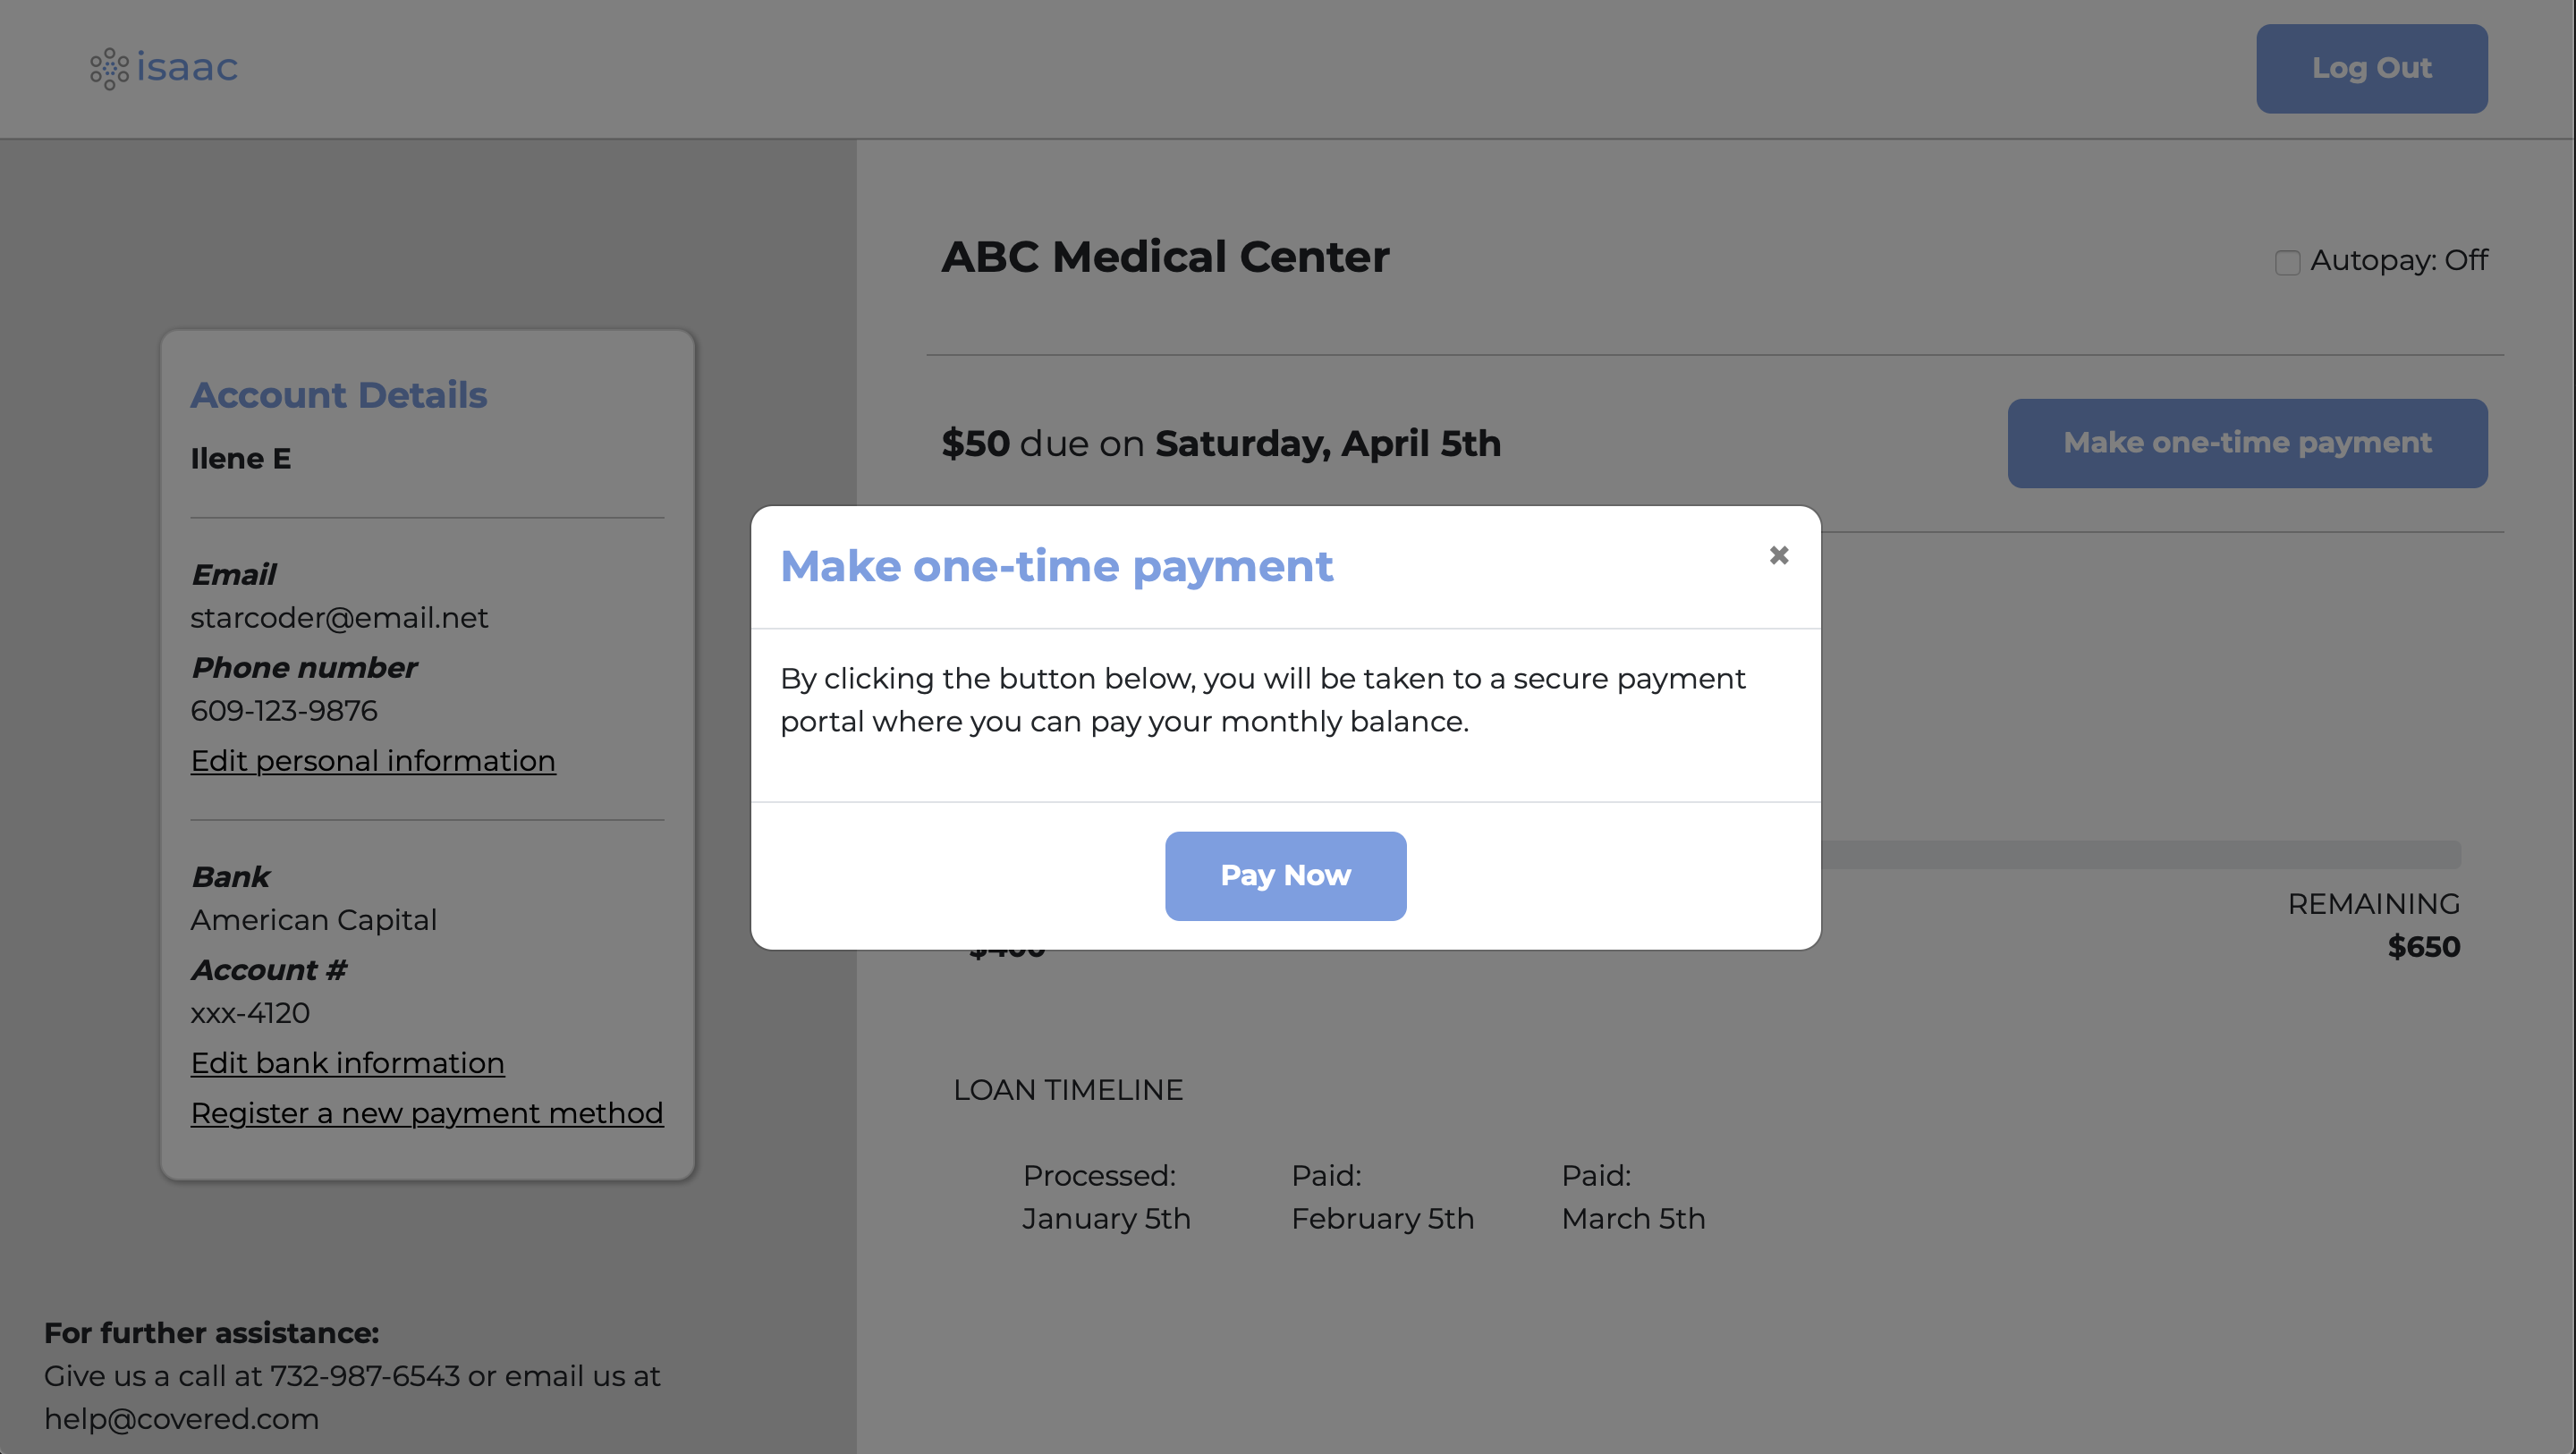 isaac
Log Out
Account Details
Ilene E
Email
starcoder@email.net
Phone number
609-123-9876
Edit personal information
Bank
American Capital
Account #
xxx-4120
Edit bank information
Register a new payment method
For further assistance:
Give us a call at 732-987-6543 or email us at
help@covered.com
ABC Medical Center
Autopay: Off
$50 due on Saturday, April 5th
Make one-time payment
Make one-time payment
By clicking the button below, you will be taken to a secure payment
portal where you can pay your monthly balance.
Pay Now
REMAINING
$650
LOAN TIMELINE
Processed:
January 5th
Paid:
February 5th
Paid:
March 5th